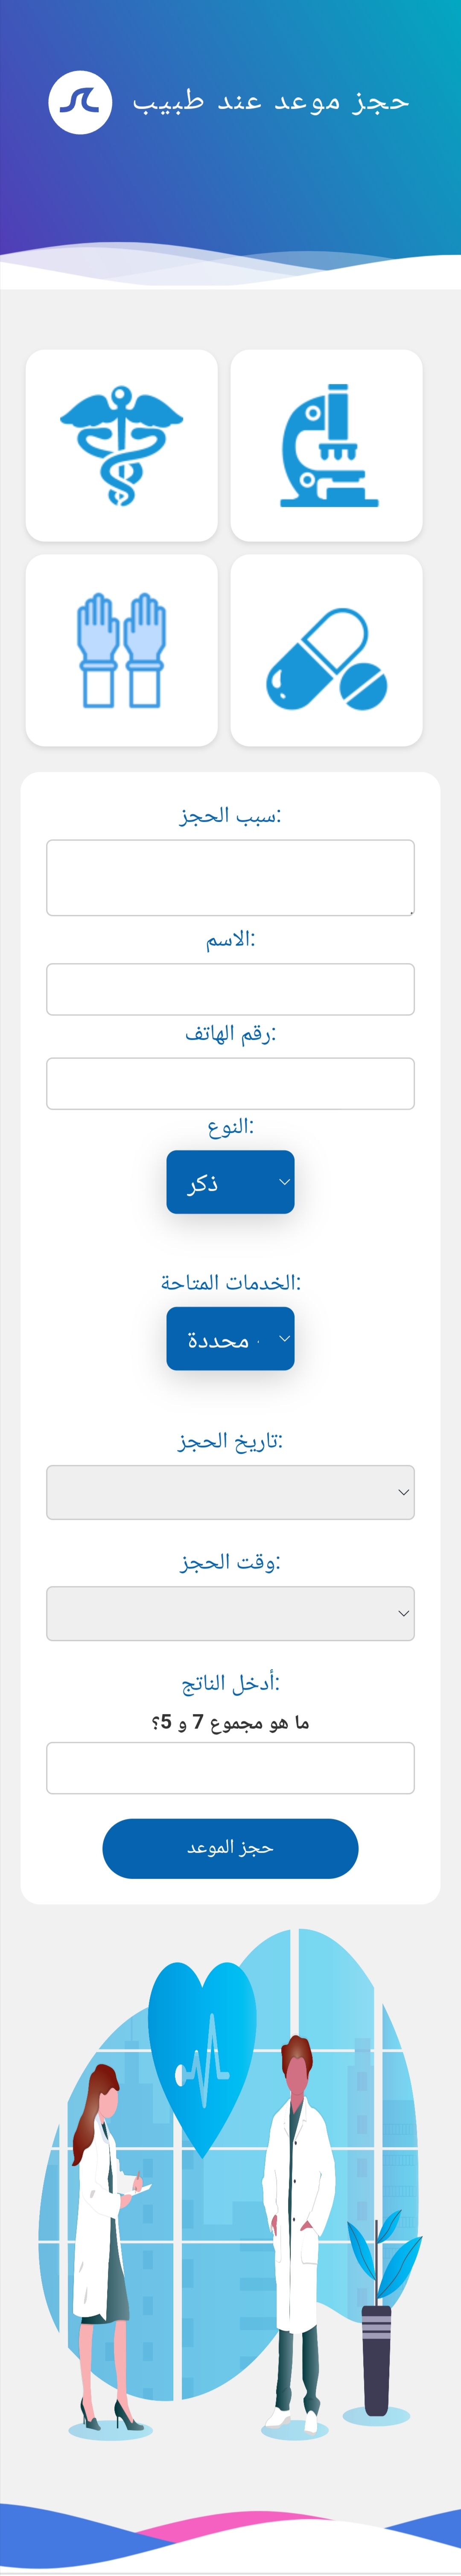 حجز موعد عند طبيب
:سبب الحجز
:الاسم
:رقم الهاتف
:النوع
ذكر
:الخدمات المتاحة
محددة
:تاريخ الحجز
:وقت الحجز
:أدخل الناتج
ما هو مجموع 7 و 5؟
حجز الموعد